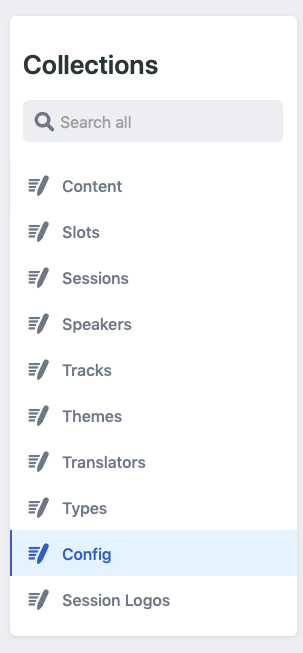 Collections
Search all
Content
Slots
Sessions
Speakers
Tracks
Themes
Translators
Types
Config
Session Logos